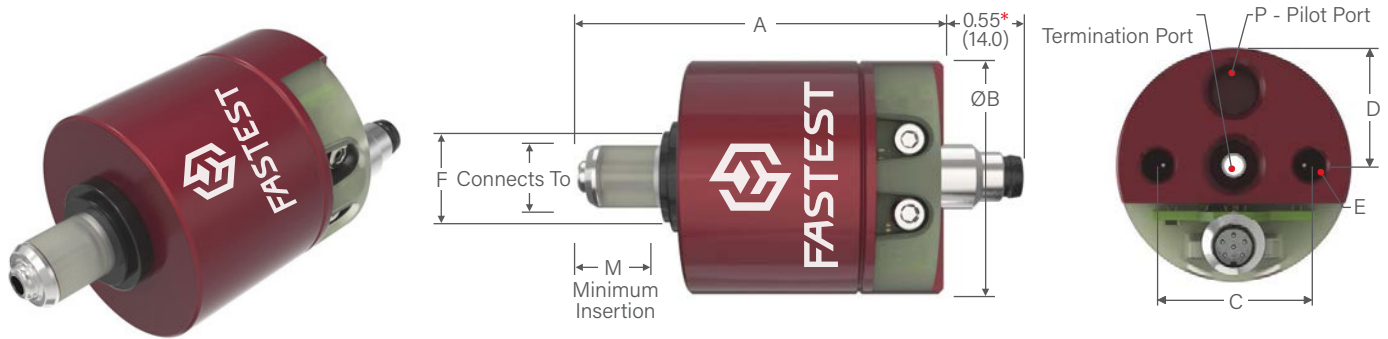 FASTEST
A
0.55*
(14.0)
ØB
F
Connects To
M
Minimum
Insertion
FASTEST
P - Pilot Port
Termination Port
D
E
C